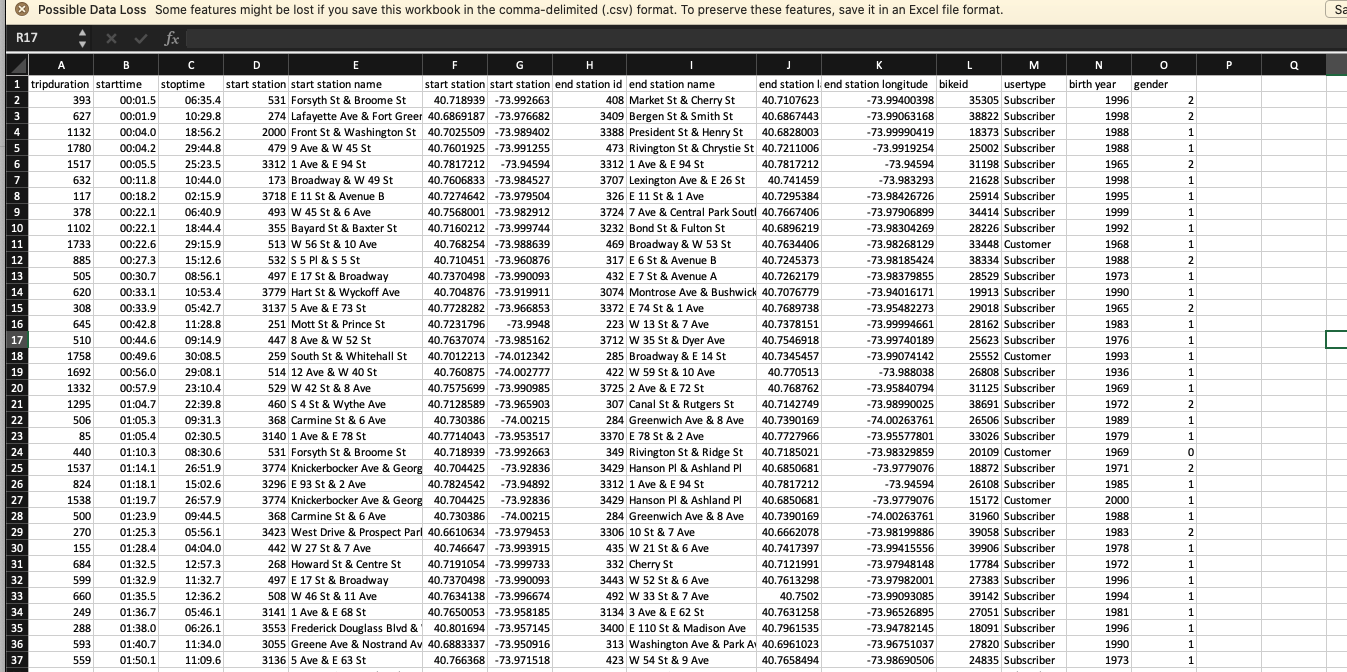 Possible Data Loss Some features might be lost if you save this workbook in the comma-delimited (.csv) format. To preserve these features, save it in an Excel file format. Sa
R17 fx
A B C D E F G H I J K L M N O P Q
1 tripduration starttime stoptime start station start station name start station start station end station id end station name end station l end station longitude bikeid usertype birth year gender
2 393 00:01.5 06:35.4 531 Forsyth St & Broome St 40.718939 -73.992663 408 Market St & Cherry St 40.7107623 -73.99400398 35305 Subscriber 1996 2
3 627 00:01.9 10:29.8 274 Lafayette Ave & Fort Green 40.6869187 -73.976682 3409 Bergen St & Smith St 40.6867443 -73.99063168 38822 Subscriber 1998 2
4 1132 00:04.0 18:56.2 2000 Front St & Washington St 40.7025509 -73.989402 3388 President St & Henry St 40.6828003 -73.99990419 18373 Subscriber 1988 1
5 1780 00:04.2 29:44.8 479 9 Ave & W 45 St 40.7601925 -73.991255 473 Rivington St & Chrystie St 40.7211006 -73.9919254 25002 Subscriber 1988 1
6 1517 00:05.5 25:23.5 3312 1 Ave & E 94 St 40.7817212 -73.94594 3312 1 Ave & E 94 St 40.7817212 -73.94594 31198 Subscriber 1965 2
7 632 00:11.8 10:44.0 173 Broadway & W 49 St 40.7606833 -73.984527 3707 Lexington Ave & E 26 St 40.741459 -73.983293 21628 Subscriber 1998 1
8 117 00:18.2 02:15.9 3718 E 11 St & Avenue B 40.7274642 -73.979504 326 E 11 St & 1 Ave 40.7295384 -73.98426726 25914 Subscriber 1995 1
9 378 00:22.1 06:40.9 493 W 45 St & 6 Ave 40.7568001 -73.982912 3724 7 Ave & Central Park South 40.7667406 -73.97906899 34414 Subscriber 1999 1
10 1102 00:22.1 18:44.4 355 Bayard St & Baxter St 40.7160212 -73.999744 3232 Bond St & Fulton St 40.6896219 -73.98304269 28226 Subscriber 1992 1
11 1733 00:22.6 29:15.9 513 W 56 St & 10 Ave 40.768254 -73.988639 469 Broadway & W 53 St 40.7634406 -73.98268129 33448 Customer 1968 1
12 885 00:27.3 15:12.6 532 S 5 Pl & S 5 St 40.710451 -73.960876 317 E 6 St & Avenue B 40.7245373 -73.98185424 38334 Subscriber 1988 2
13 505 00:30.7 08:56.1 497 E 17 St & Broadway 40.7370498 -73.990093 432 E 7 St & Avenue A 40.7262179 -73.98379855 28529 Subscriber 1973 1
14 620 00:33.1 10:53.4 3779 Hart St & Wyckoff Ave 40.704876 -73.919911 3074 Montrose Ave & Bushwick 40.7076779 -73.94016171 19913 Subscriber 1990 1
15 308 00:33.9 05:42.7 3137 5 Ave & E 73 St 40.7728282 -73.966853 3372 E 74 St & 1 Ave 40.7689738 -73.95482273 29018 Subscriber 1965 2
16 645 00:42.8 11:28.8 251 Mott St & Prince St 40.7231796 -73.9948 223 W 13 St & 7 Ave 40.7378151 -73.99994661 28162 Subscriber 1983 1
17 510 00:44.6 09:14.9 447 8 Ave & W 52 St 40.7637074 -73.985162 3712 W 35 St & Dyer Ave 40.7546918 -73.99740189 25623 Subscriber 1976 1
18 1758 00:49.6 30:08.5 259 South St & Whitehall St 40.7012213 -74.012342 285 Broadway & E 14 St 40.7345457 -73.99074142 25552 Customer 1993 1
19 1692 00:56.0 29:08.1 514 12 Ave & W 40 St 40.760875 -74.002777 422 W 59 St & 10 Ave 40.770513 -73.988038 26808 Subscriber 1936 1
20 1332 00:57.9 23:10.4 529 W 42 St & 8 Ave 40.7575699 -73.990985 3725 2 Ave & E 72 St 40.768762 -73.95840794 31125 Subscriber 1969 1
21 1295 01:04.7 22:39.8 460 S 4 St & Wythe Ave 40.7128589 -73.965903 307 Canal St & Rutgers St 40.7142749 -73.98990025 38691 Subscriber 1972 2
22 506 01:05.3 09:31.3 368 Carmine St & 6 Ave 40.730386 -74.00215 284 Greenwich Ave & 8 Ave 40.7390169 -74.00263761 26506 Subscriber 1989 1
23 85 01:05.4 02:30.5 3140 1 Ave & E 78 St 40.7714043 -73.953517 3370 E 78 St & 2 Ave 40.7727966 -73.95577801 33026 Subscriber 1979 1
24 440 01:10.3 08:30.6 531 Forsyth St & Broome St 40.718939 -73.992663 349 Rivington St & Ridge St 40.7185021 -73.98329859 20109 Customer 1969 0
25 1537 01:14.1 26:51.9 3774 Knickerbocker Ave & Georg 40.704425 -73.92836 3429 Hanson Pl & Ashland Pl 40.6850681 -73.9779076 18872 Subscriber 1971 2
26 824 01:18.1 15:02.6 3296 E 93 St & 2 Ave 40.7824542 -73.94892 3312 1 Ave & E 94 St 40.7817212 -73.94594 26108 Subscriber 1985 1
27 1538 01:19.7 26:57.9 3774 Knickerbocker Ave & Georg 40.704425 -73.92836 3429 Hanson Pl & Ashland Pl 40.6850681 -73.9779076 15172 Customer 2000 1
28 500 01:23.9 09:44.5 368 Carmine St & 6 Ave 40.730386 -74.00215 284 Greenwich Ave & 8 Ave 40.7390169 -74.00263761 31960 Subscriber 1988 1
29 270 01:25.3 05:56.1 3423 West Drive & Prospect Park 40.6610634 -73.979453 3306 10 St & 7 Ave 40.6662078 -73.98199886 39058 Subscriber 1983 2
30 155 01:28.4 04:04.0 442 W 27 St & 7 Ave 40.746647 -73.993915 435 W 21 St & 6 Ave 40.7417397 -73.99415556 39906 Subscriber 1978 1
31 684 01:32.5 12:57.3 268 Howard St & Centre St 40.7191054 -73.999733 332 Cherry St 40.7121991 -73.97948148 17784 Subscriber 1972 1
32 599 01:32.9 11:32.7 497 E 17 St & Broadway 40.7370498 -73.990093 3443 W 52 St & 6 Ave 40.7613298 -73.97982001 27383 Subscriber 1996 1
33 660 01:35.5 12:36.2 508 W 46 St & 11 Ave 40.7634138 -73.996674 492 W 33 St & 7 Ave 40.7502 -73.99093085 39142 Subscriber 1994 1
34 249 01:36.7 05:46.1 3141 1 Ave & E 68 St 40.7650053 -73.958185 3134 3 Ave & E 62 St 40.7631258 -73.96526895 27051 Subscriber 1981 1
35 288 01:38.0 06:26.1 3553 Frederick Douglass Blvd & 40.801694 -73.957145 3400 E 110 St & Madison Ave 40.7961535 -73.94782145 18091 Subscriber 1996 1
36 593 01:40.7 11:34.0 3055 Greene Ave & Nostrand Av 40.6883337 -73.950916 313 Washington Ave & Park Av 40.6961023 -73.96751037 27820 Subscriber 1990 1
37 559 01:50.1 11:09.6 3136 5 Ave & E 63 St 40.766368 -73.971518 423 W 54 St & 9 Ave 40.7658494 -73.98690506 24835 Subscriber 1973 1